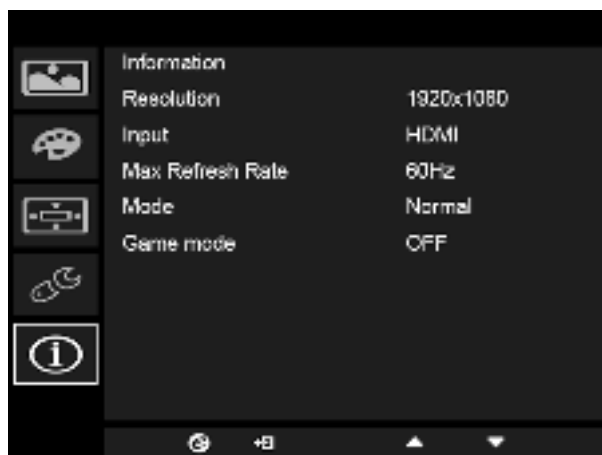 Information
Resolution 1920x1080
Input HDMI
Max Refresh Rate 60Hz
Mode Normal
Game mode OFF